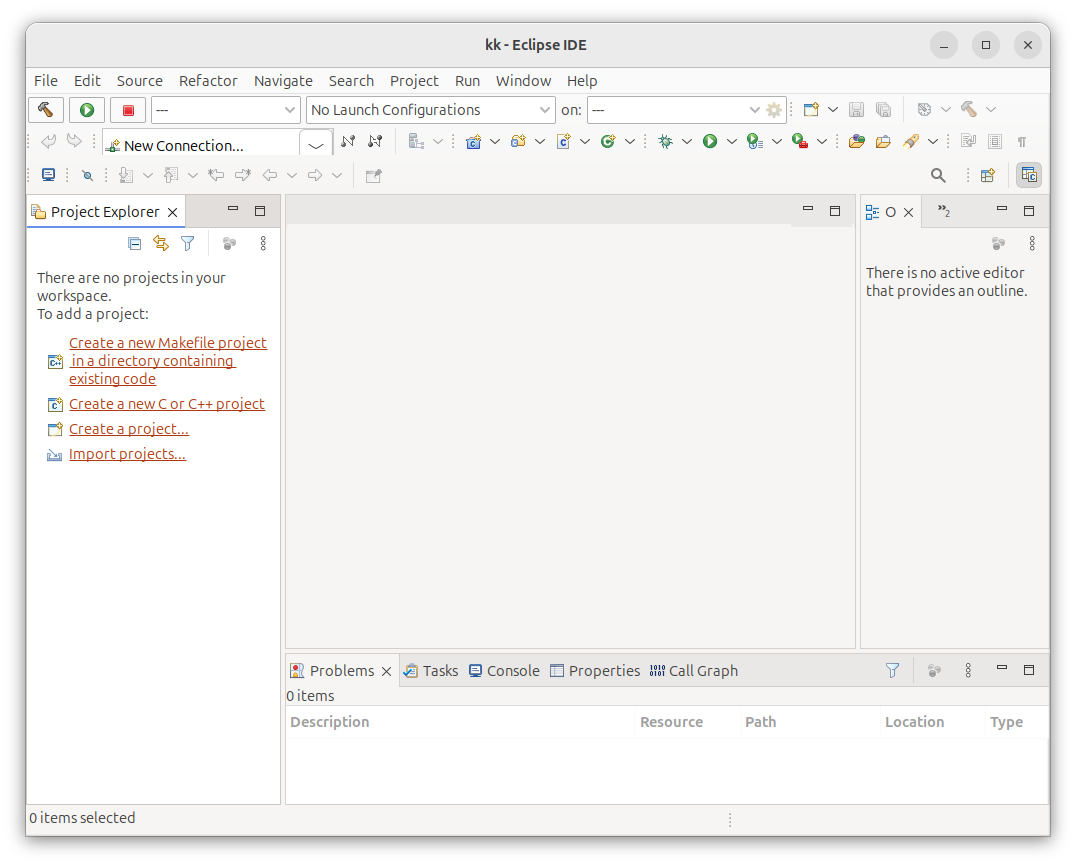 kk - Eclipse IDE
File Edit Source Refactor Navigate Search Project Run Window Help
--- No Launch Configurations on: ---
New Connection...
Project Explorer
O
»2
There are no projects in your
workspace.
To add a project:
Create a new Makefile project
in a directory containing
existing code
Create a new C or C++ project
Create a project...
Import projects...
There is no active editor
that provides an outline.
Problems Tasks Console Properties Call Graph
0 items
Description Resource Path Location Type
0 items selected